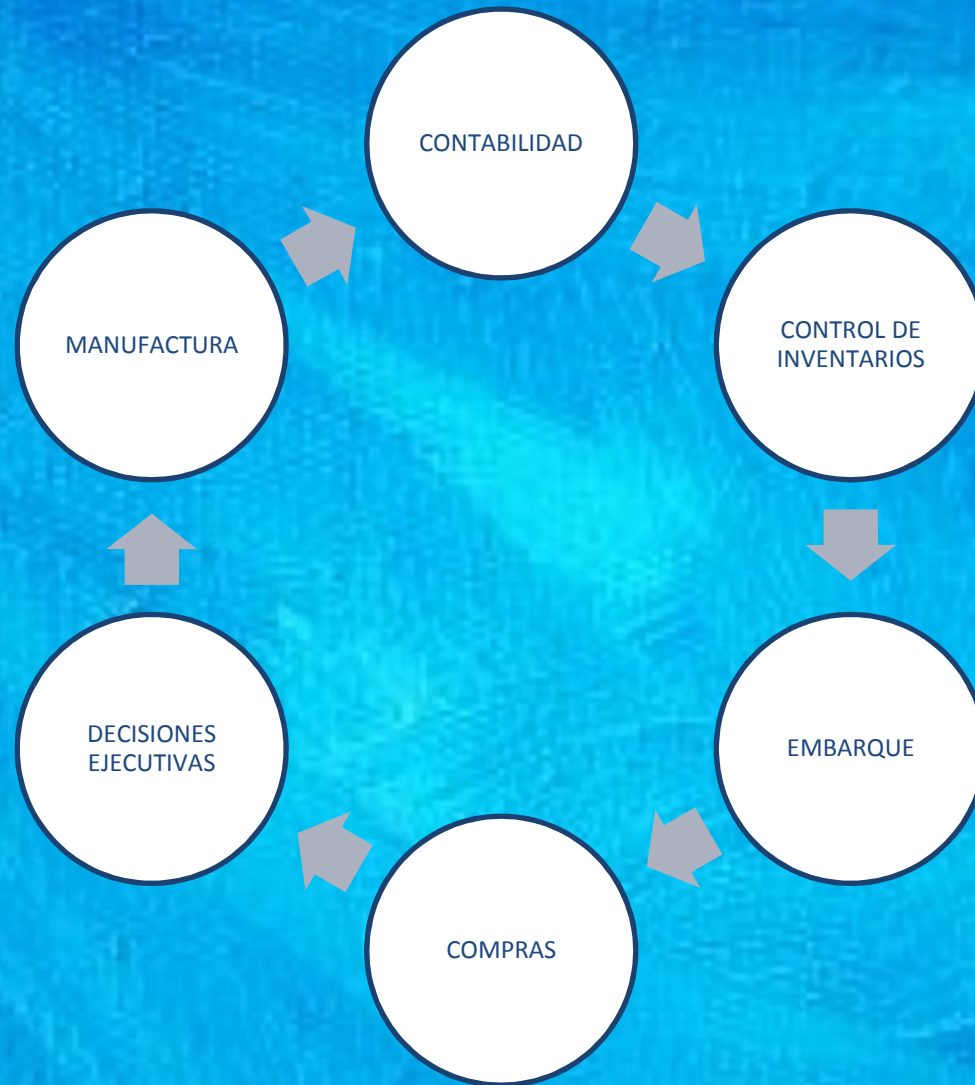 CONTABILIDAD
CONTROL DE
INVENTARIOS
EMBARQUE
COMPRAS
DECISIONES
EJECUTIVAS
MANUFACTURA